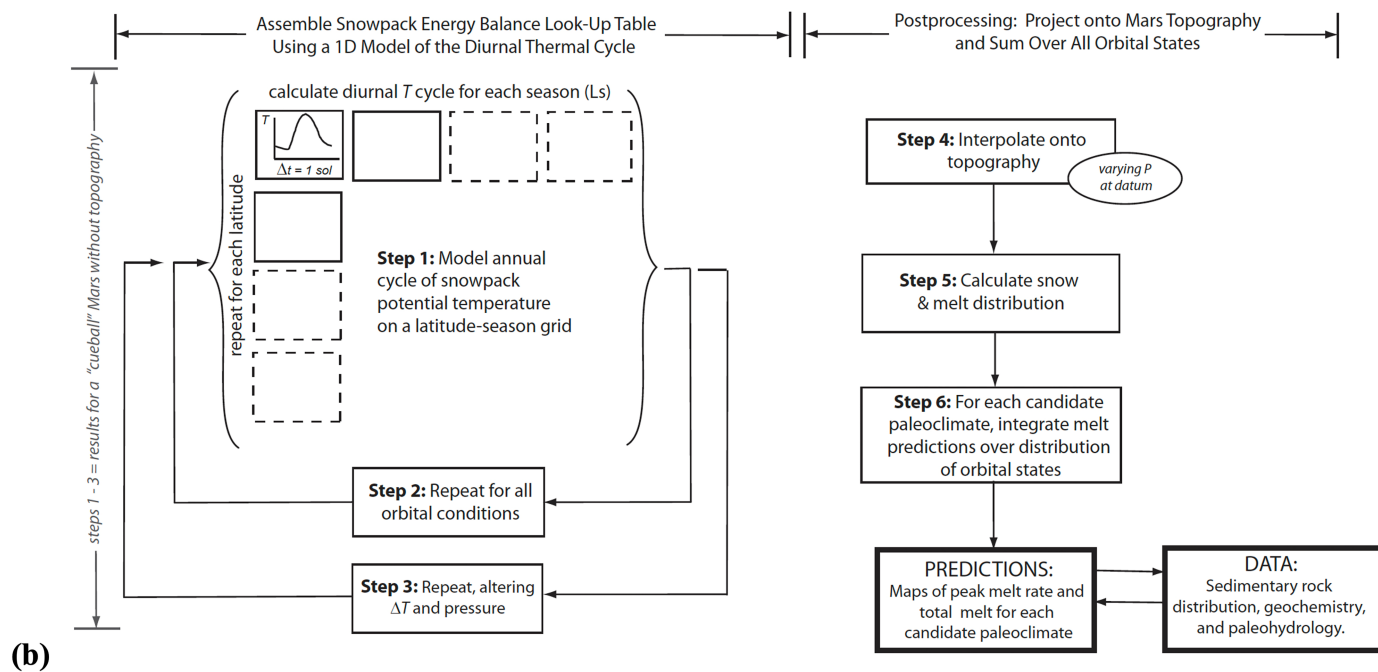 Assemble Snowpack Energy Balance Look-Up Table
Using a 1D Model of the Diurnal Thermal Cycle
Postprocessing: Project onto Mars Topography
and Sum Over All Orbital States
steps 1 - 3 = results for a "cueball" Mars without topography
calculate diurnal T cycle for each season (Ls)
T
Δt = 1 sol
repeat for each latitude
Step 1: Model annual
cycle of snowpack
potential temperature
on a latitude-season grid
Step 2: Repeat for all
orbital conditions
Step 3: Repeat, altering
ΔT and pressure
Step 4: Interpolate onto
topography
varying P
at datum
Step 5: Calculate snow
& melt distribution
Step 6: For each candidate
paleoclimate, integrate melt
predictions over distribution
of orbital states
PREDICTIONS:
Maps of peak melt rate and
total melt for each
candidate paleoclimate
DATA:
Sedimentary rock
distribution, geochemistry,
and paleohydrology.
(b)